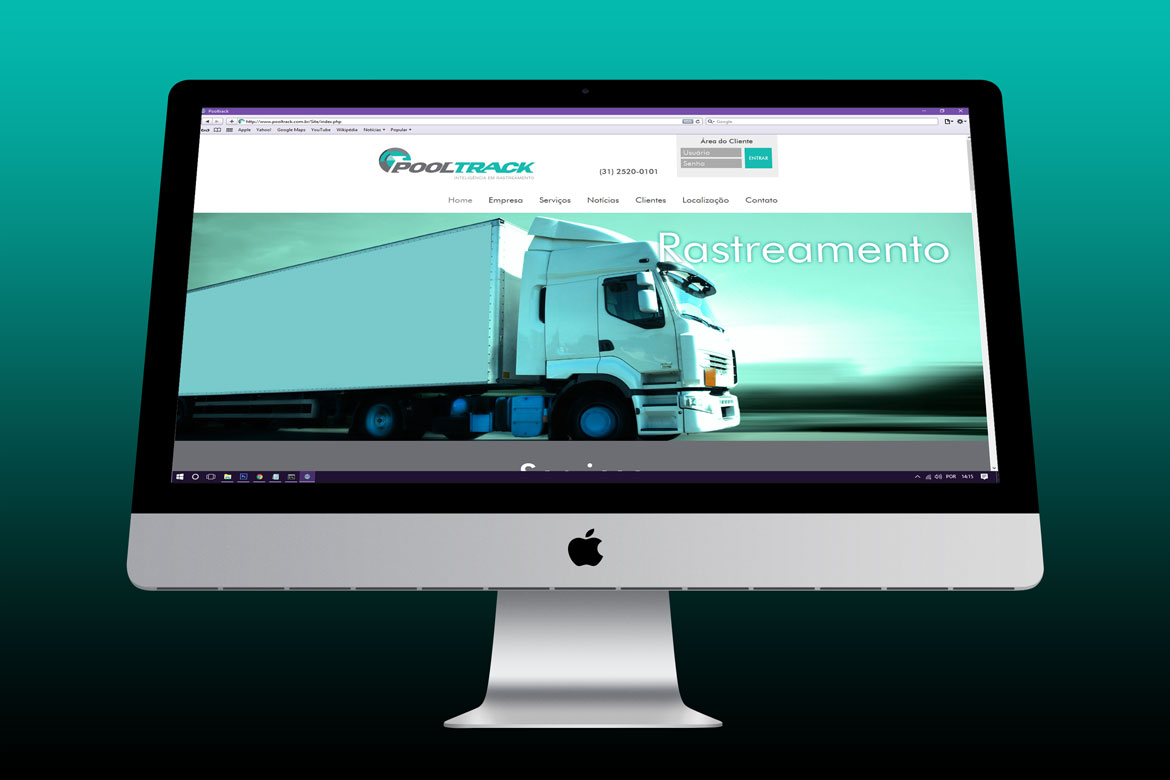 Pooltrack
http://www.pooltrack.com.br/Site/index.php
Google
Apple Yahoo! Google Maps YouTube Wikipédia Notícias Popular
Área do Cliente
Usuário
Senha
ENTRAR
POOLTRACK
INTELIGÊNCIA EM RASTREAMENTO
(31) 2520-0101
Home Empresa Serviços Notícias Clientes Localização Contato
Rastreamento
POR 14:15